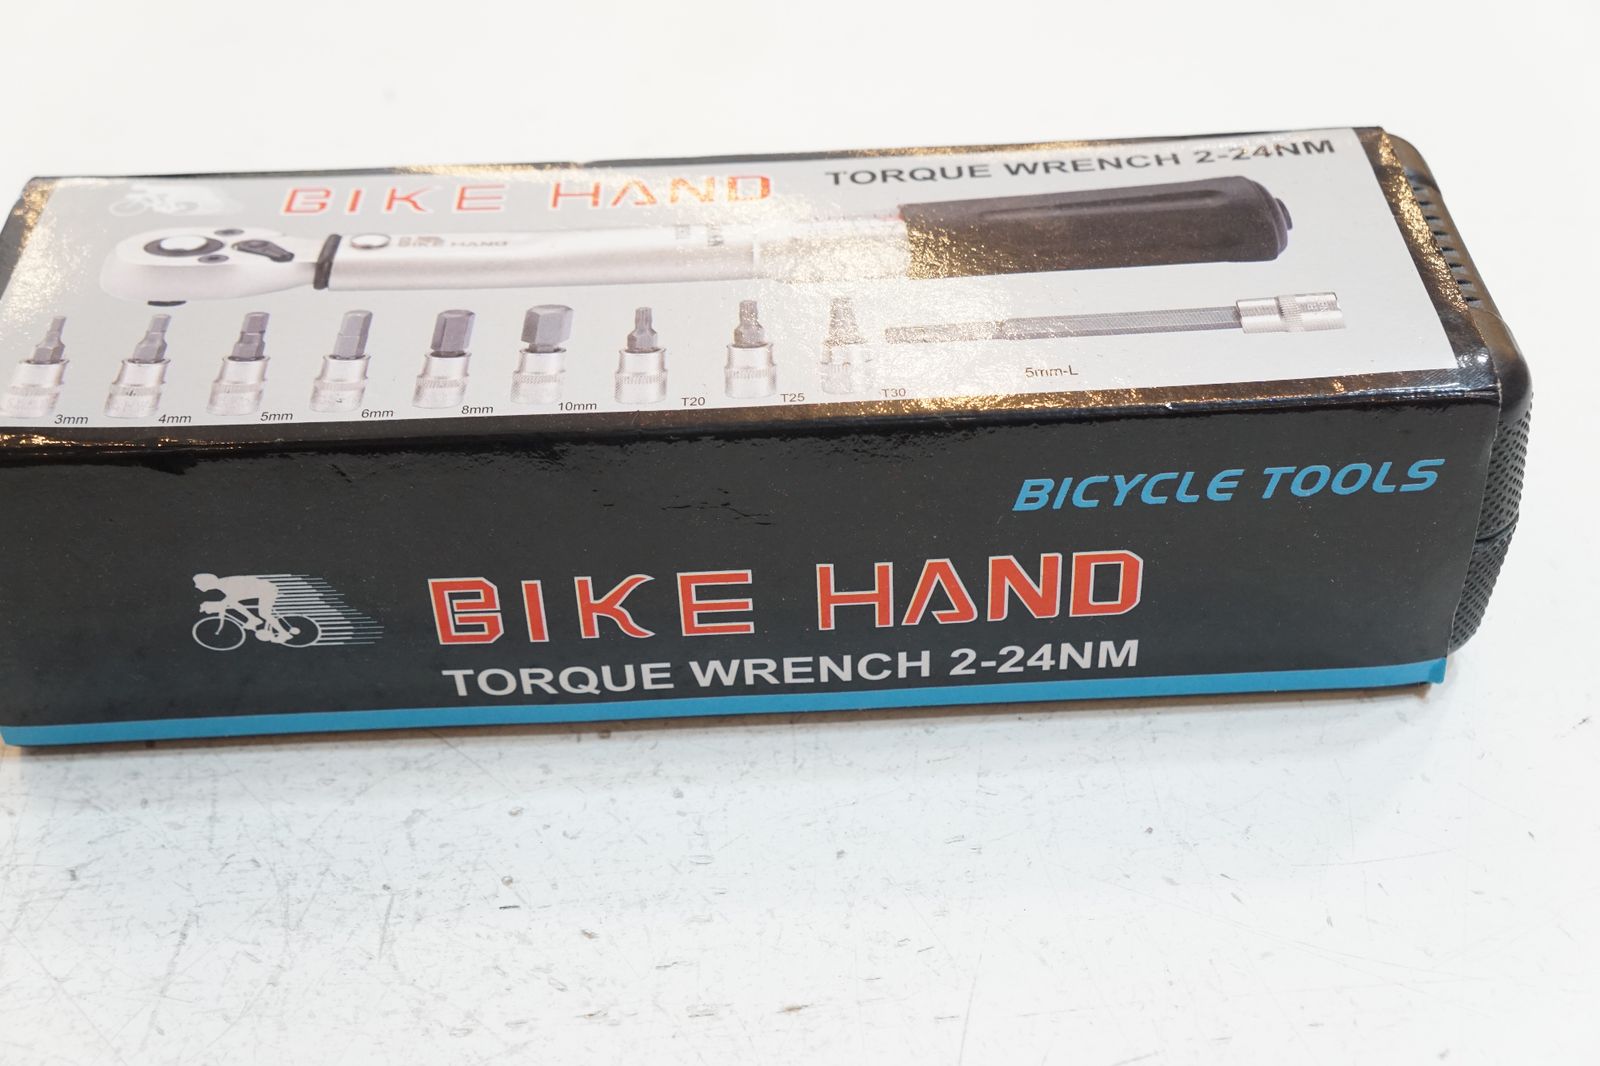 BIKE HAND
TORQUE WRENCH 2-24NM
BIKE HAND
3mm
4mm
5mm
6mm
8mm
10mm
T20
T25
T30
5mm-L
BICYCLE TOOLS
BIKE HAND
TORQUE WRENCH 2-24NM